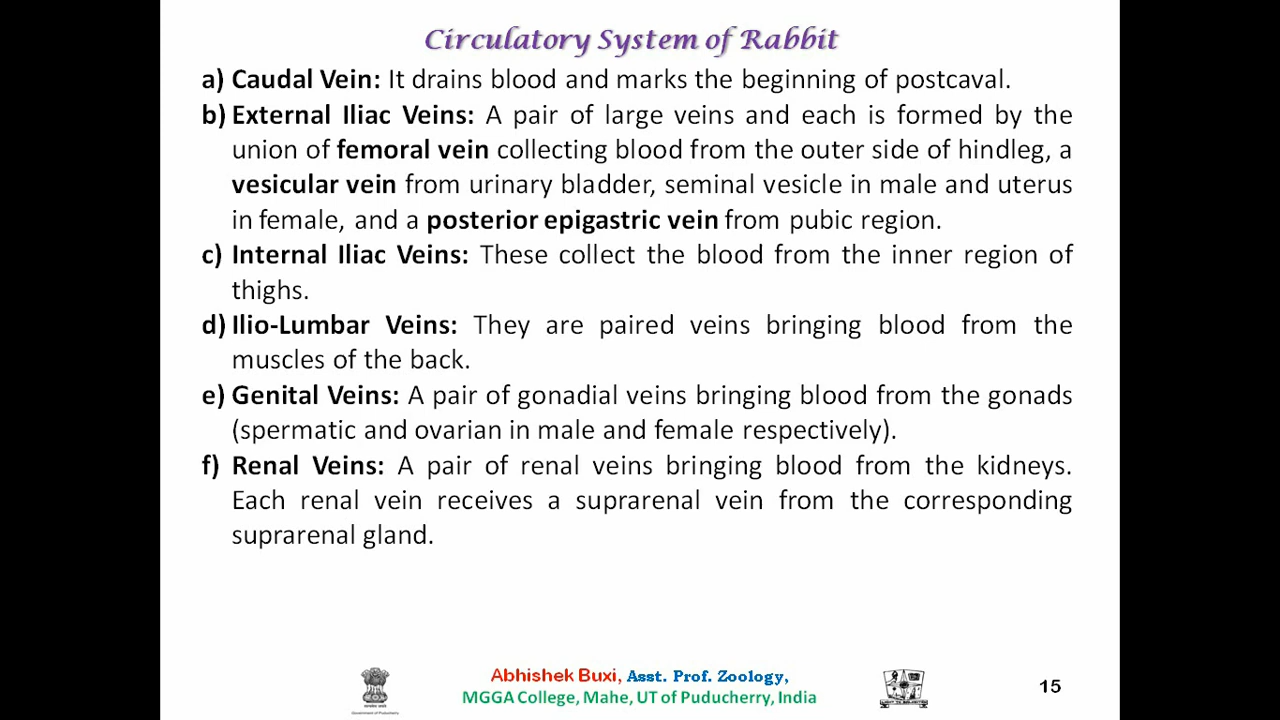 Circulatory System of Rabbit
a) Caudal Vein: It drains blood and marks the beginning of postcaval.
b) External Iliac Veins: A pair of large veins and each is formed by the
union of femoral vein collecting blood from the outer side of hindleg, a
vesicular vein from urinary bladder, seminal vesicle in male and uterus
in female, and a posterior epigastric vein from pubic region.
c) Internal Iliac Veins: These collect the blood from the inner region of
thighs.
d) Ilio-Lumbar Veins: They are paired veins bringing blood from the
muscles of the back.
e) Genital Veins: A pair of gonadial veins bringing blood from the gonads
(spermatic and ovarian in male and female respectively).
f) Renal Veins: A pair of renal veins bringing blood from the kidneys.
Each renal vein receives a suprarenal vein from the corresponding
suprarenal gland.
Abhishek Buxi, Asst. Prof. Zoology,
MGGA College, Mahe, UT of Puducherry, India
Government of Puducherry
15